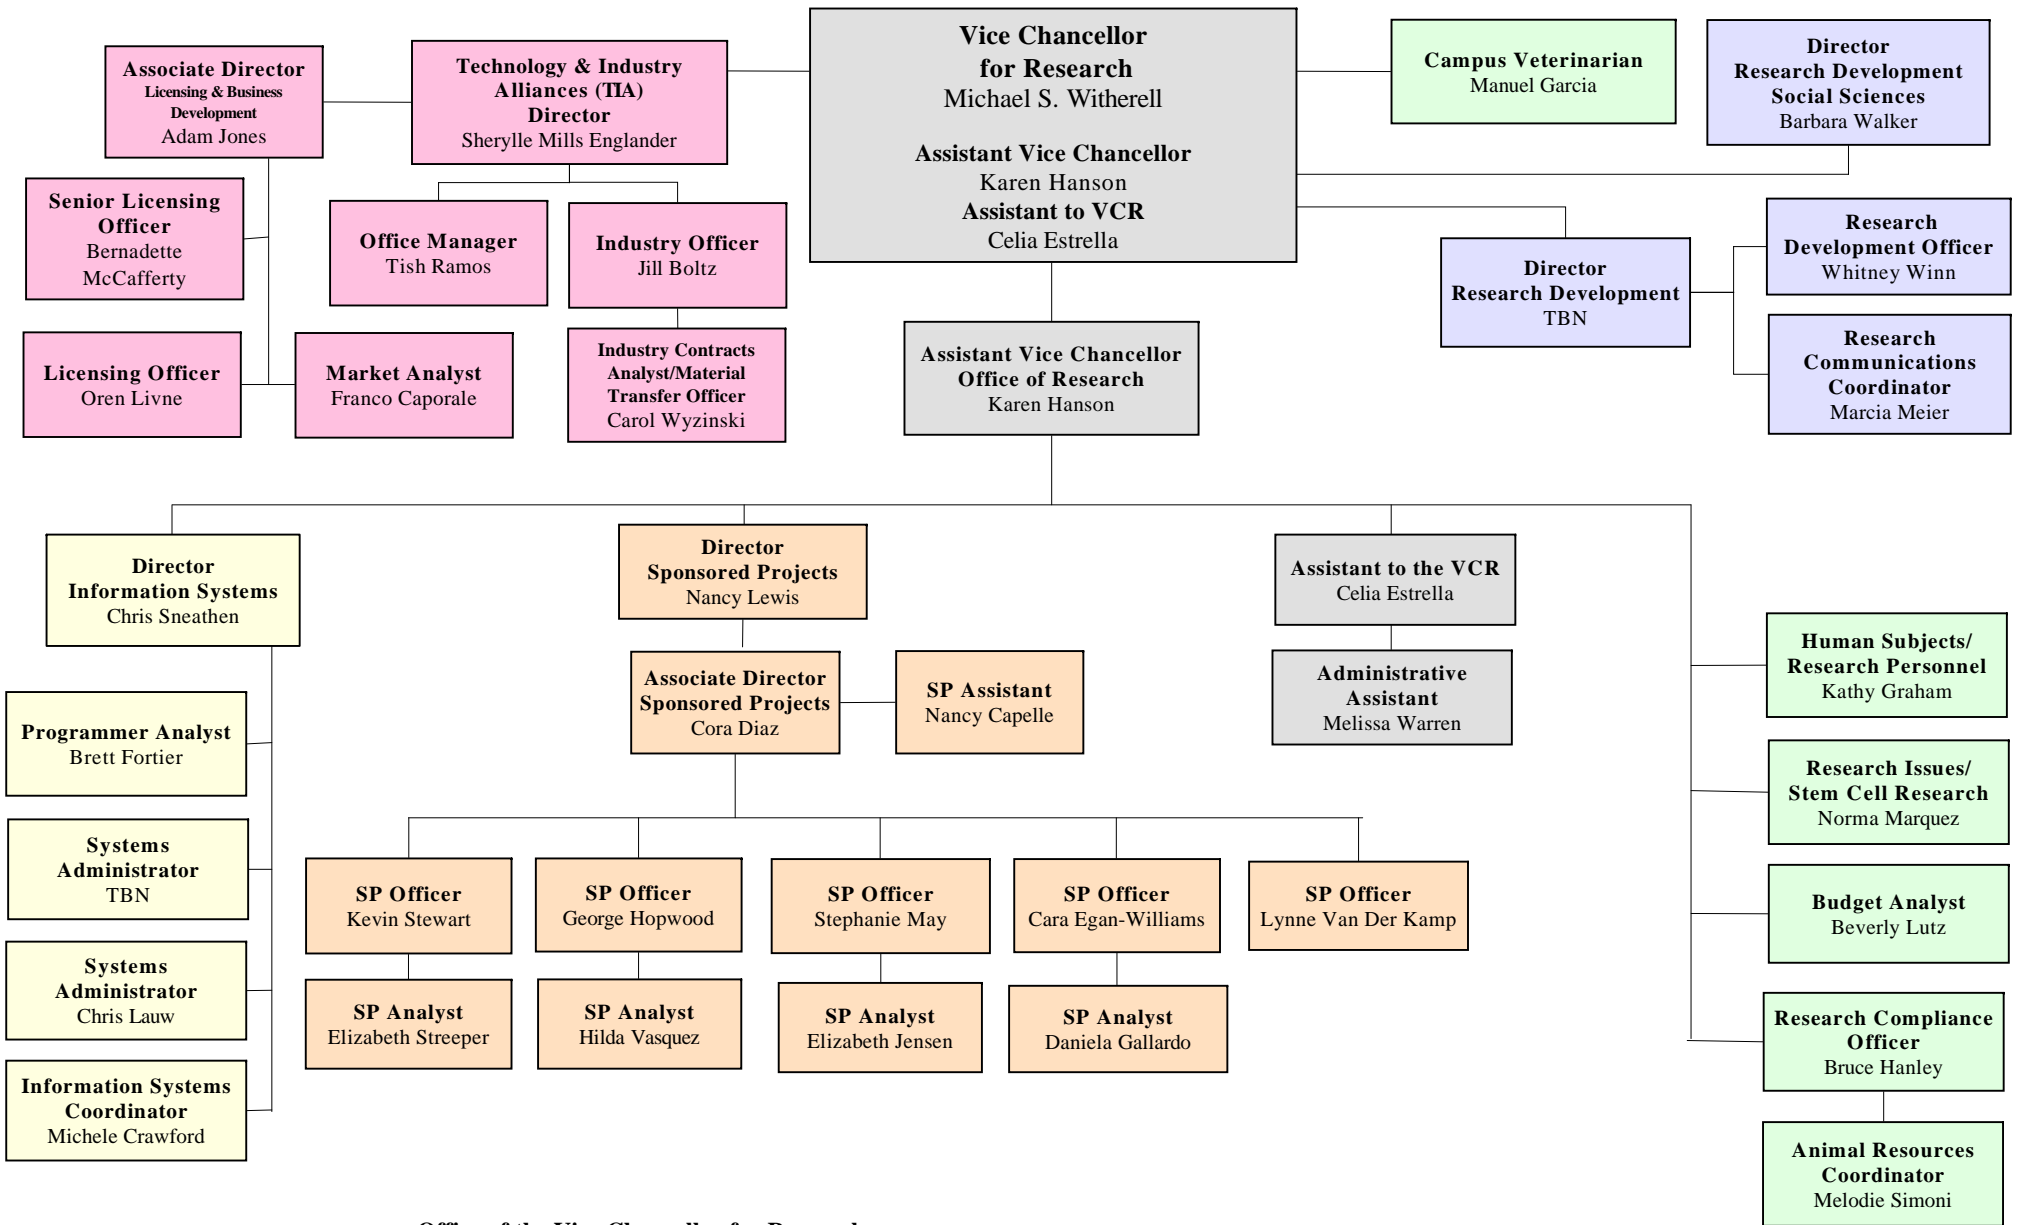 Vice Chancellor
for Research
Michael S. Witherell
Assistant Vice Chancellor
Karen Hanson
Assistant to VCR
Celia Estrella
Associate Director
Licensing & Business
Development
Adam Jones
Technology & Industry
Alliances (TIA)
Director
Sherylle Mills Englander
Campus Veterinarian
Manuel Garcia
Director
Research Development
Social Sciences
Barbara Walker
Senior Licensing
Officer
Bernadette
McCafferty
Office Manager
Tish Ramos
Industry Officer
Jill Boltz
Director
Research Development
TBN
Research
Development Officer
Whitney Winn
Licensing Officer
Oren Livne
Market Analyst
Franco Caporale
Industry Contracts
Analyst/Material
Transfer Officer
Carol Wyzinski
Assistant Vice Chancellor
Office of Research
Karen Hanson
Research
Communications
Coordinator
Marcia Meier
Director
Information Systems
Chris Sneathen
Director
Sponsored Projects
Nancy Lewis
Assistant to the VCR
Celia Estrella
Human Subjects/
Research Personnel
Kathy Graham
Associate Director
Sponsored Projects
Cora Diaz
SP Assistant
Nancy Capelle
Administrative
Assistant
Melissa Warren
Programmer Analyst
Brett Fortier
Research Issues/
Stem Cell Research
Norma Marquez
Systems
Administrator
TBN
SP Officer
Kevin Stewart
SP Officer
George Hopwood
SP Officer
Stephanie May
SP Officer
Cara Egan-Williams
SP Officer
Lynne Van Der Kamp
Budget Analyst
Beverly Lutz
Systems
Administrator
Chris Lauw
SP Analyst
Elizabeth Streeper
SP Analyst
Hilda Vasquez
SP Analyst
Elizabeth Jensen
SP Analyst
Daniela Gallardo
Research Compliance
Officer
Bruce Hanley
Information Systems
Coordinator
Michele Crawford
Animal Resources
Coordinator
Melodie Simoni
Office of the Vice Chancellor for Research